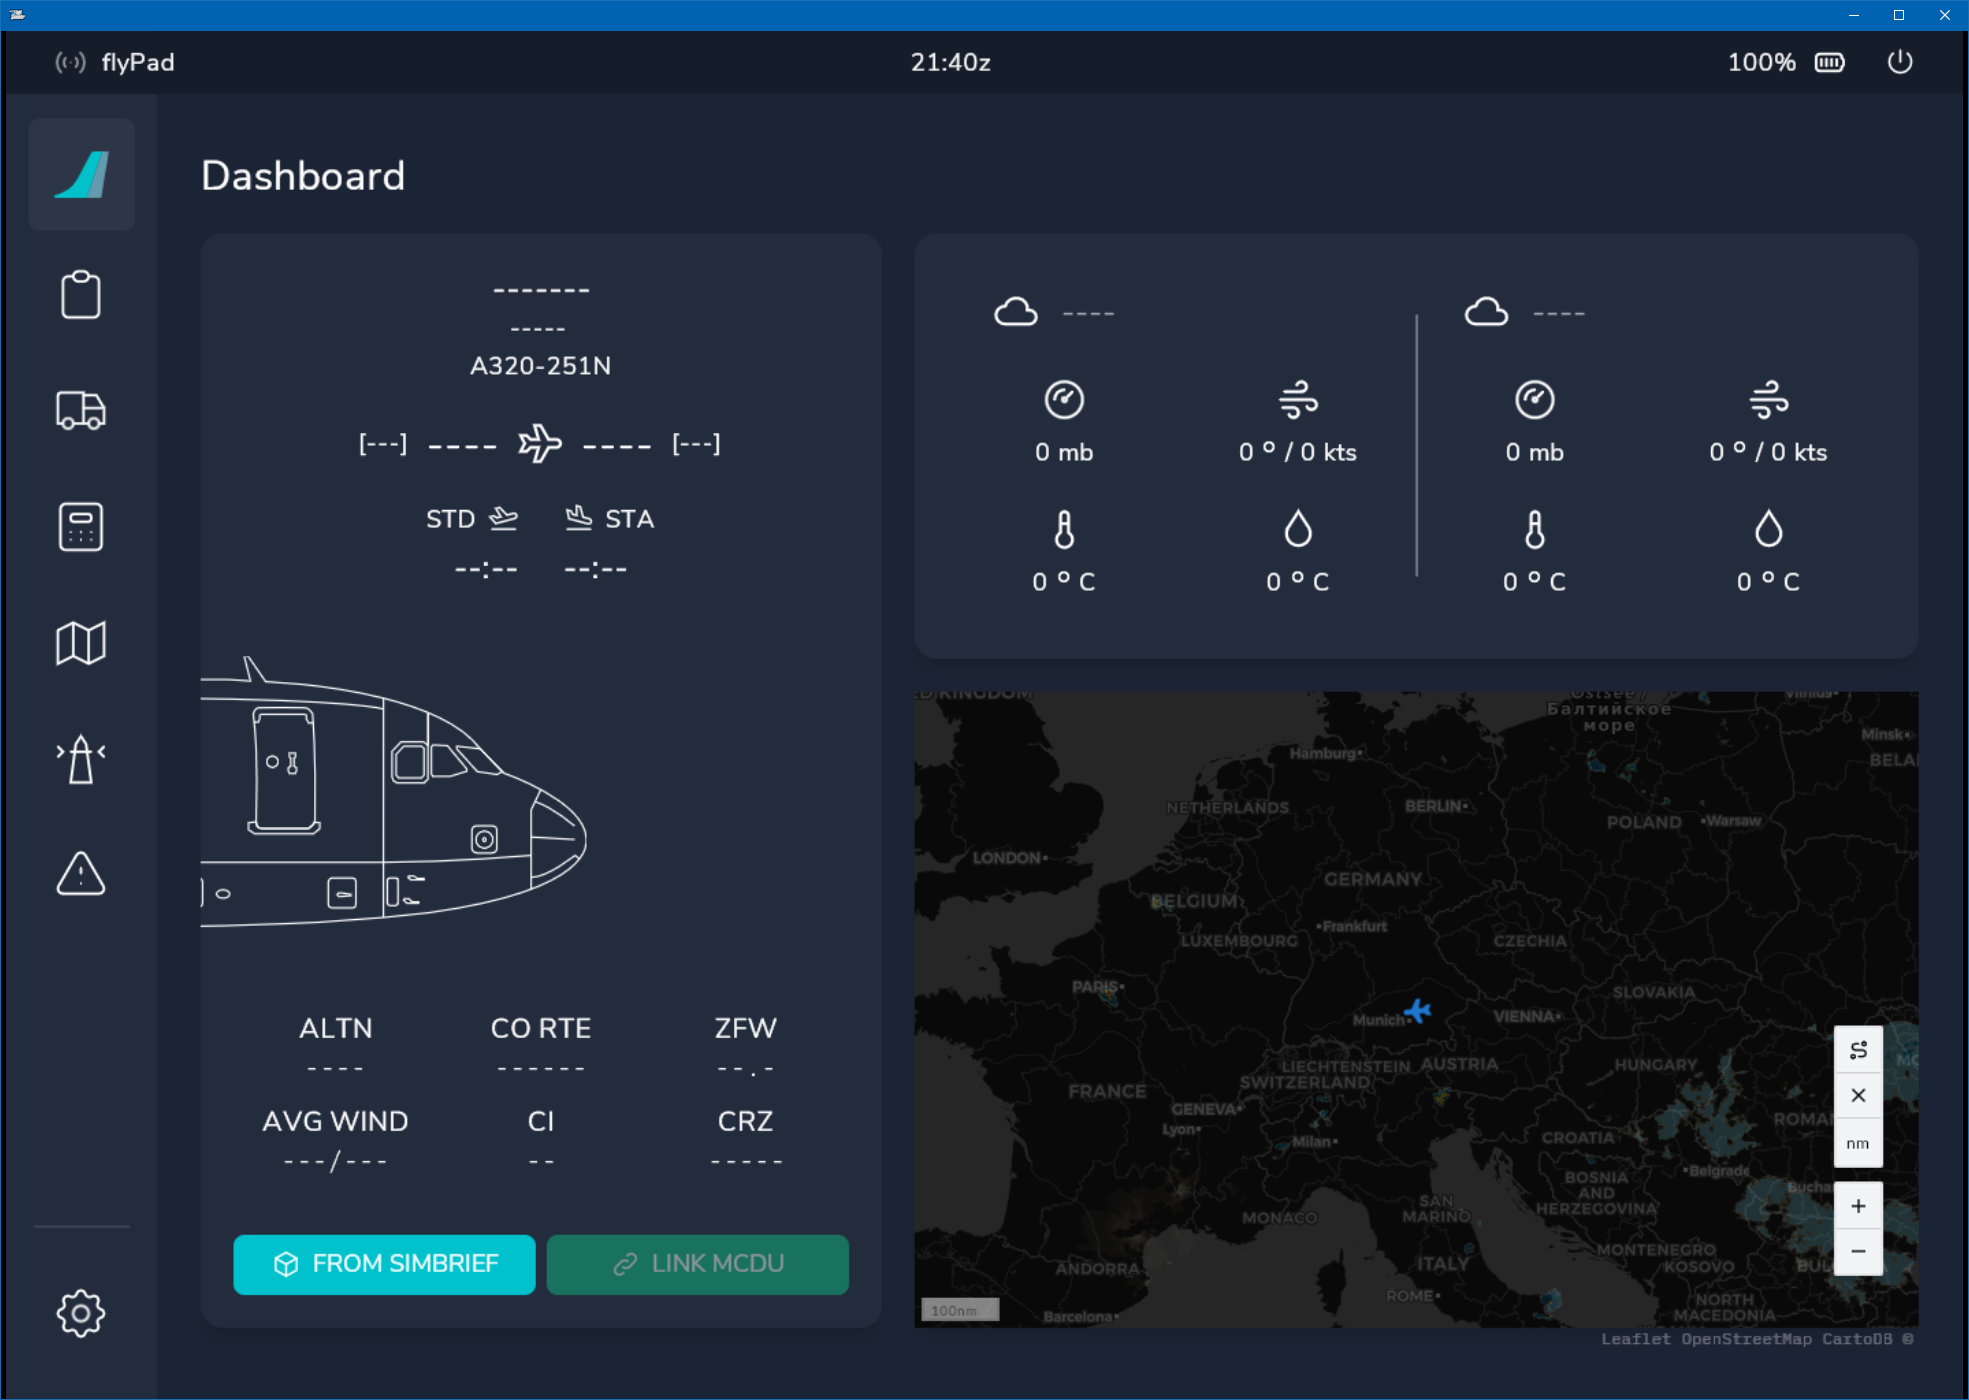 flyPad
21:40z
100%
Dashboard
-------
-----
A320-251N
[---] ---- ---- [---]
STD STA
--:-- --:--
ALTN CO RTE ZFW
---- ------ --.-
AVG WIND CI CRZ
---/--- -- -----
FROM SIMBRIEF
LINK MCDU
----
0 mb
0 ° / 0 kts
0 ° C
0 ° C
----
0 mb
0 ° / 0 kts
0 ° C
0 ° C
ED KINGDOM
Ostsee /
Балтийское
море
Vilnius
Minsk
BELA
Hamburg
NETHERLANDS
BERLIN
POLAND
Warsaw
LONDON
GERMANY
BELGIUM
Frankfurt
LUXEMBOURG
CZECHIA
PARIS
SLOVAKIA
Munich
VIENNA
LIECHTENSTEIN
AUSTRIA
HUNGARY
MO
SWITZERLAND
FRANCE
GENEVA
ROMAN
Lyon
Milan
CROATIA
nm
Belgrade
BOSNIA
AND
HERZEGOVINA
Buchar
SAN
MARINO
MONACO
+
−
MONTENEGRO
KOSOVO
BUL
ITALY
ANDORRA
ROME
NORTH
MACEDONIA
100nm
Barcelona
Leaflet OpenStreetMap CartoDB ©